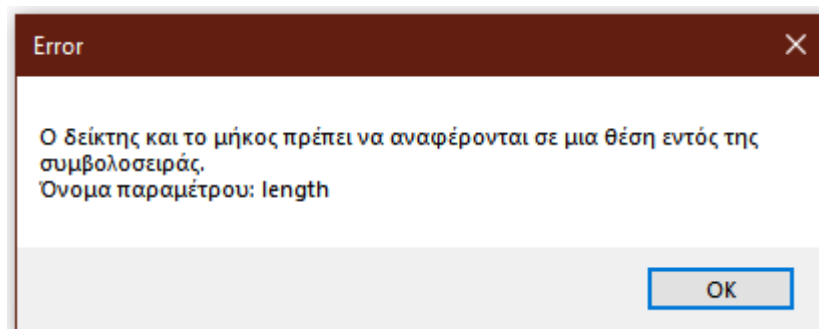 Error
Ο δείκτης και το μήκος πρέπει να αναφέρονται σε μια θέση εντός της
συμβολοσειράς.
Όνομα παραμέτρου: length
OK